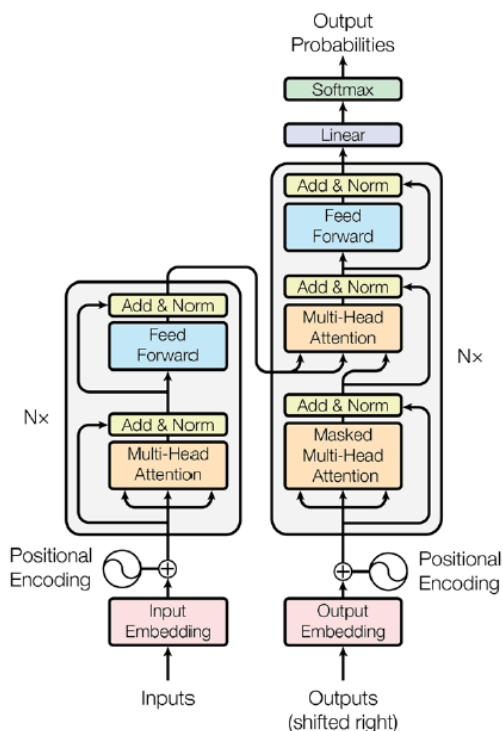 Output
Probabilities
Softmax
Linear
Add & Norm
Feed
Forward
Add & Norm
Multi-Head
Attention
Nx
Add & Norm
Masked
Multi-Head
Attention
Add & Norm
Feed
Forward
Nx
Add & Norm
Multi-Head
Attention
Positional
Encoding
Positional
Encoding
Input
Embedding
Output
Embedding
Inputs
Outputs
(shifted right)